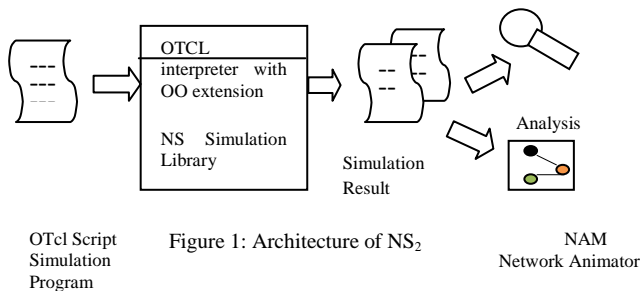 OTCL
interpreter with
OO extension
NS Simulation
Library
Simulation
Result
Analysis
OTcl Script
Simulation
Program
Figure 1: Architecture of NS2
NAM
Network Animator